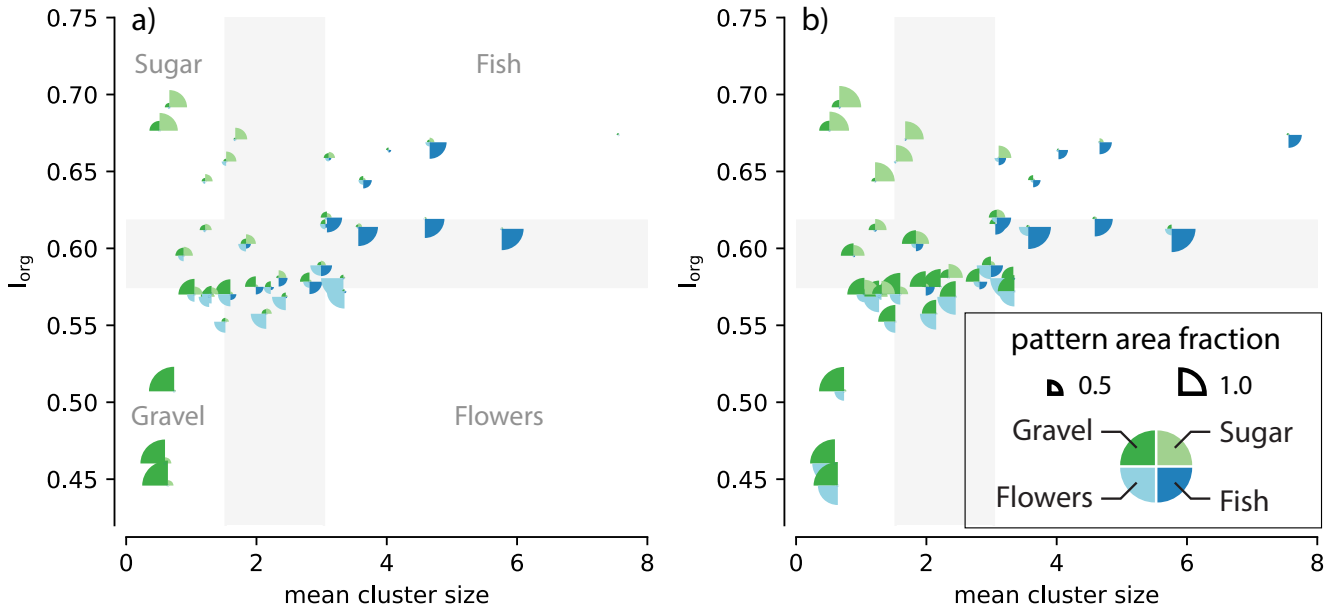 a)
0.75
0.70
0.65
0.60
0.55
0.50
0.45
I_org
Sugar
Fish
Gravel
Flowers
0
2
4
6
8
mean cluster size
b)
0.75
0.70
0.65
0.60
0.55
0.50
0.45
I_org
0
2
4
6
8
mean cluster size
pattern area fraction
0.5 1.0
Gravel Sugar
Flowers Fish